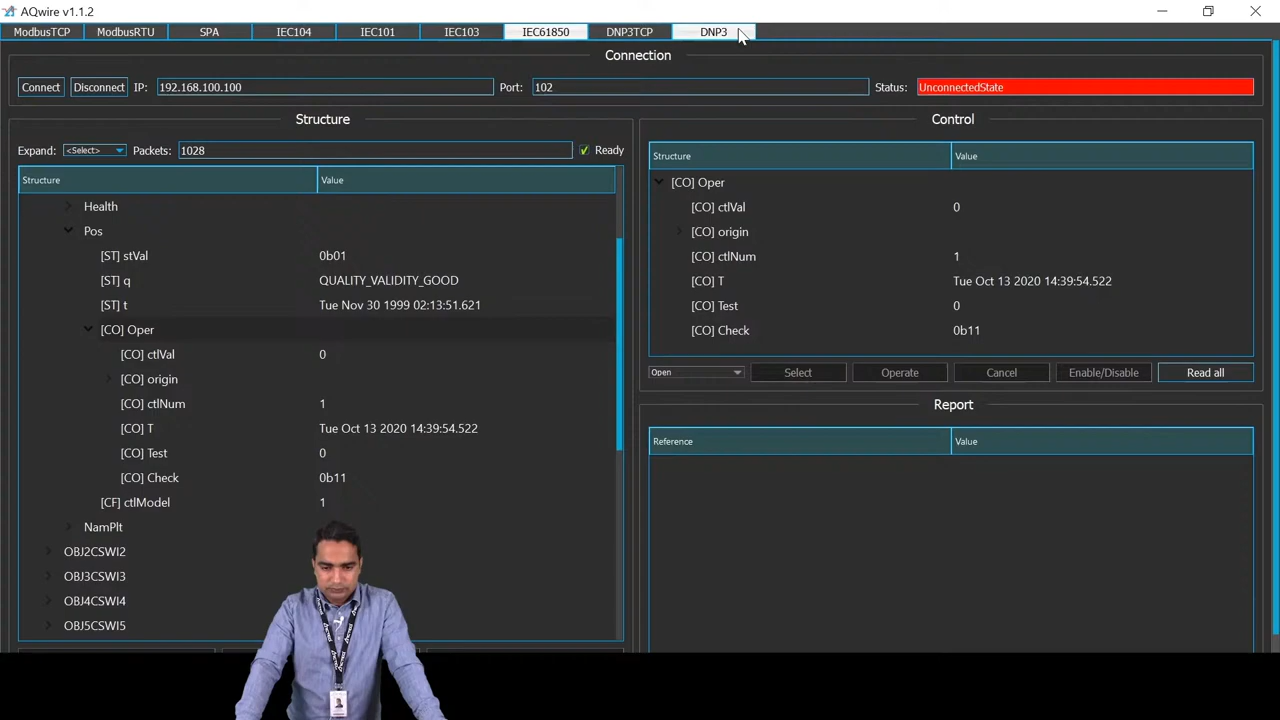 AQwire v1.1.2
ModbusTCP ModbusRTU SPA IEC104 IEC101 IEC103 IEC61850 DNP3TCP DNP3
Connection
Connect Disconnect IP: 192.168.100.100 Port: 102 Status: UnconnectedState
Structure
Expand: <Select> Packets: 1028 Ready
Structure Value
Health
Pos
[ST] stVal 0b01
[ST] q QUALITY_VALIDITY_GOOD
[ST] t Tue Nov 30 1999 02:13:51.621
[CO] Oper
[CO] ctlVal 0
[CO] origin
[CO] ctlNum 1
[CO] T Tue Oct 13 2020 14:39:54.522
[CO] Test 0
[CO] Check 0b11
[CF] ctlModel 1
NamPlt
OBJ2CSWI2
OBJ3CSWI3
OBJ4CSWI4
OBJ5CSWI5
Control
Structure Value
[CO] Oper
[CO] ctlVal 0
[CO] origin
[CO] ctlNum 1
[CO] T Tue Oct 13 2020 14:39:54.522
[CO] Test 0
[CO] Check 0b11
Open Select Operate Cancel Enable/Disable Read all
Report
Reference Value